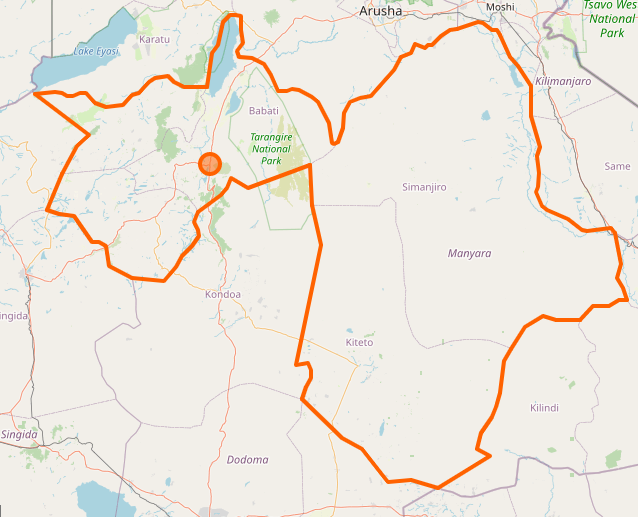 Arusha
Moshi
Tsavo Wes
National
Park
Karatu
Lake Eyasi
Kilimanjaro
Babati
Tarangire
National
Park
Same
Simanjiro
Manyara
Kondoa
ingida
Kiteto
Kilindi
Singida
Dodoma